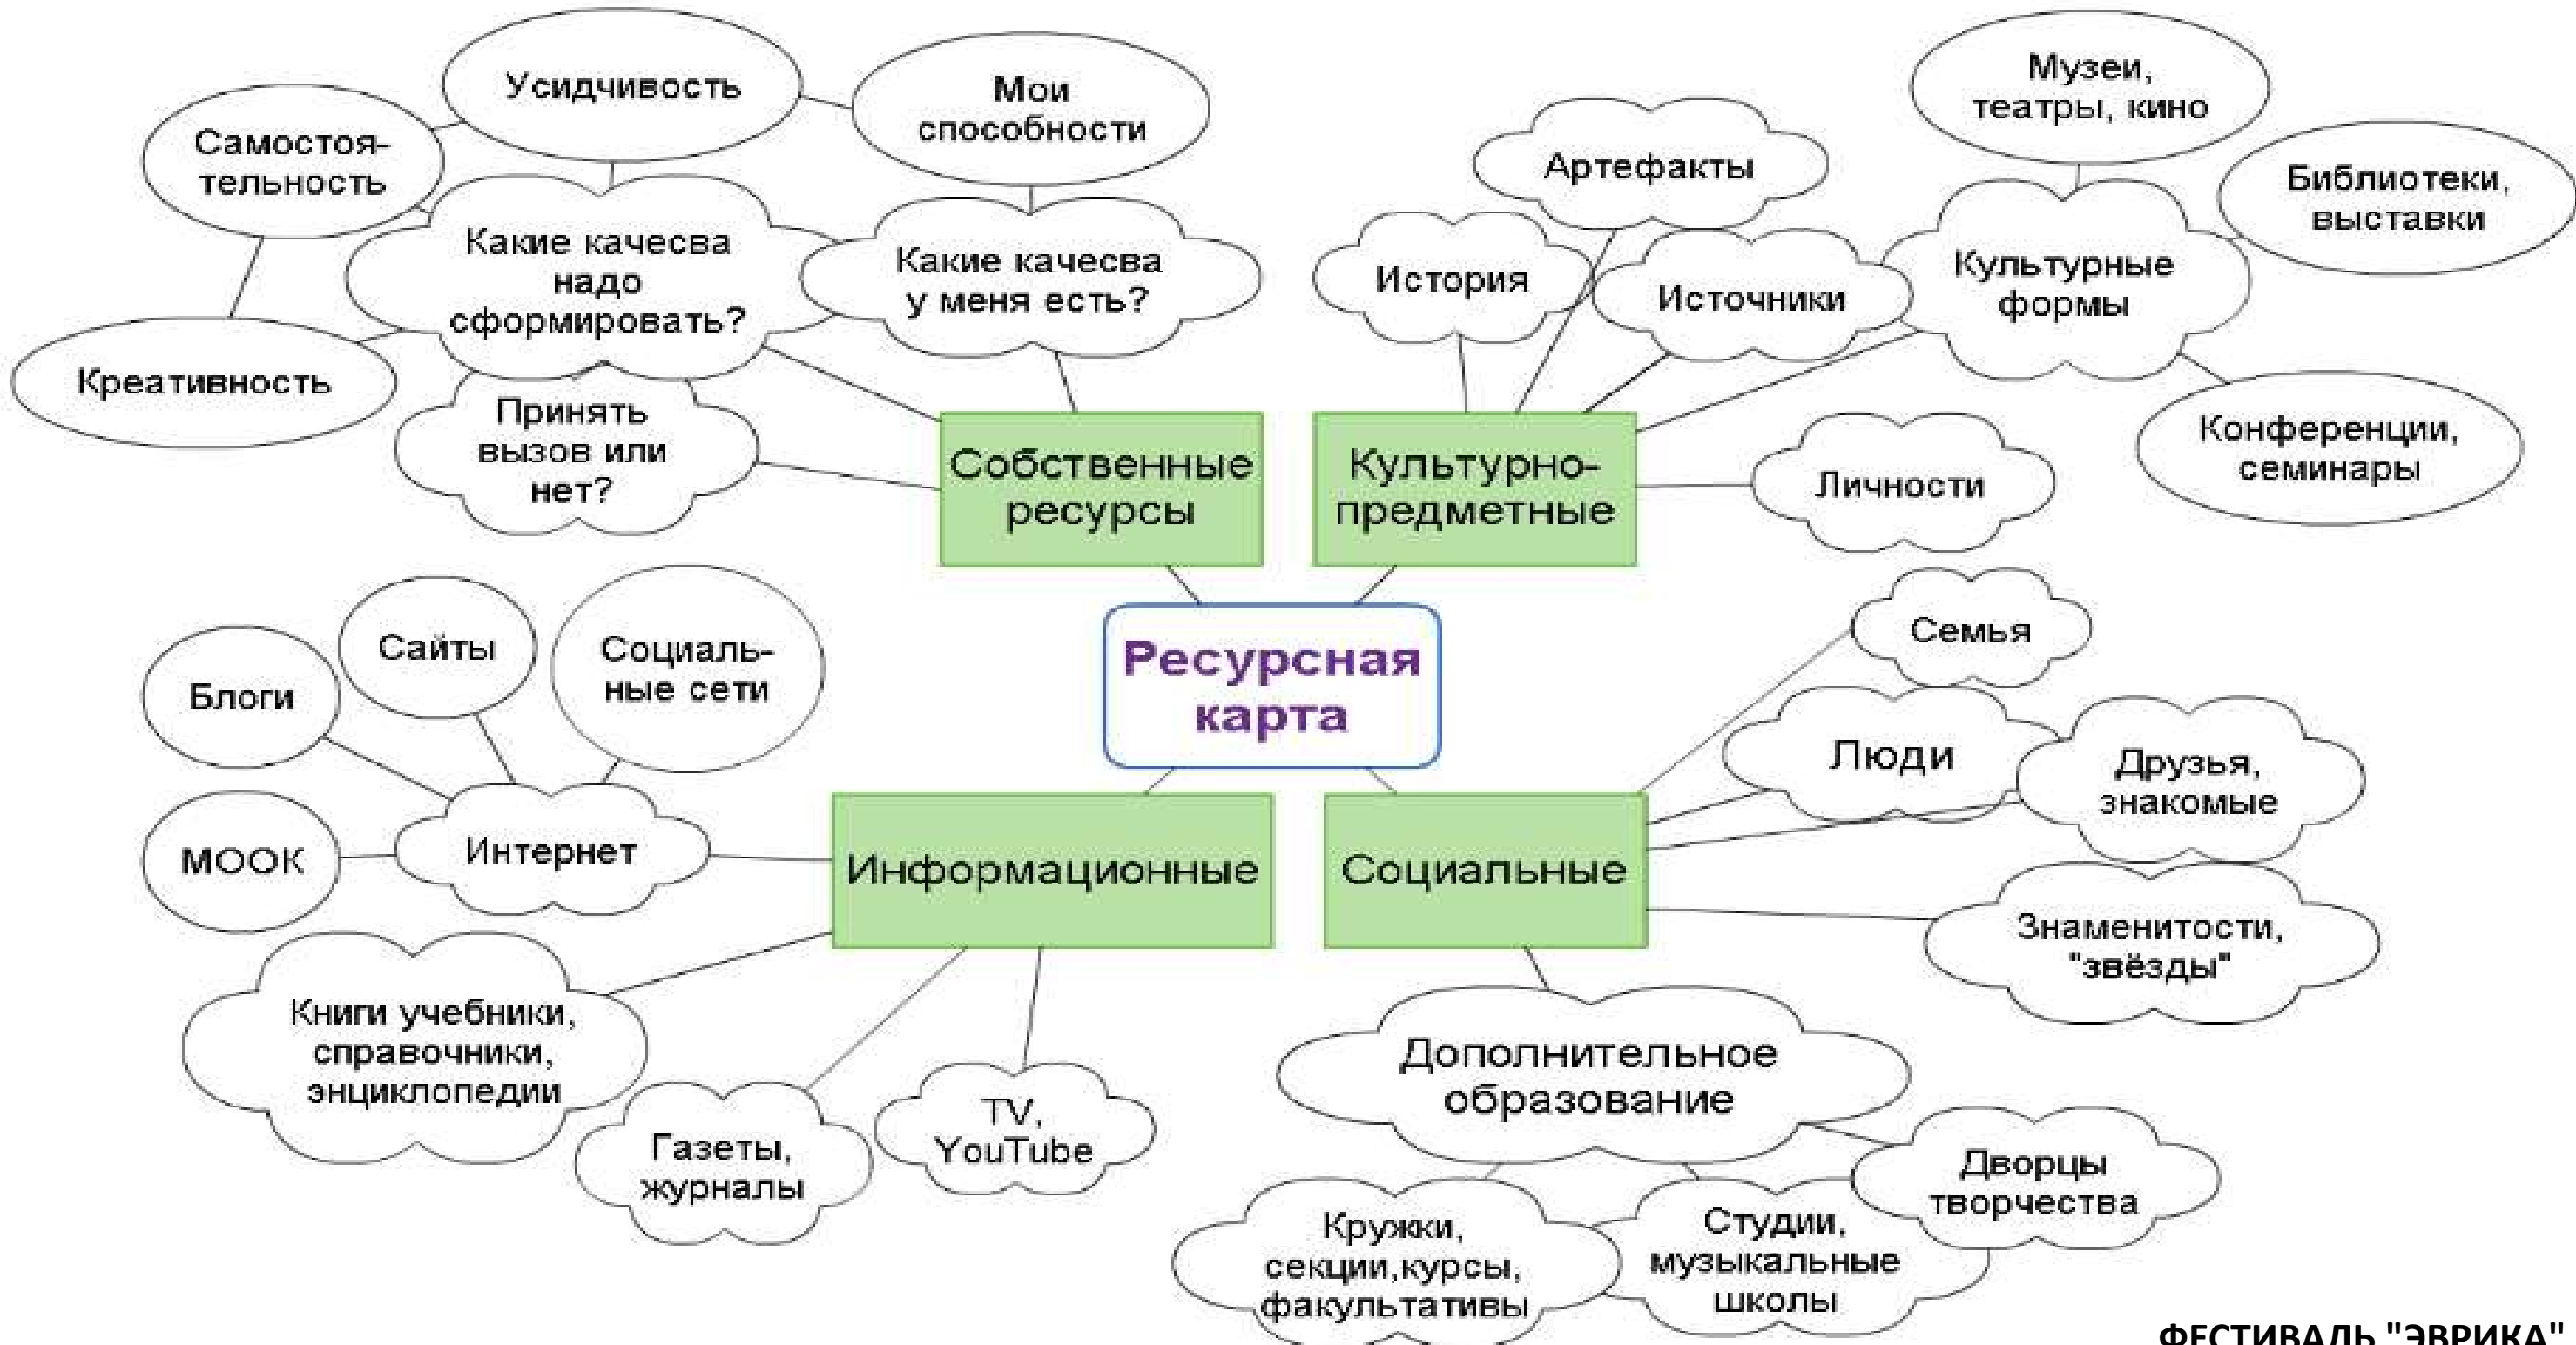 Усидчивость
Мои
способности
Самостоя-
тельность
Какие качесва
надо
сформировать?
Какие качесва
у меня есть?
Креативность
Принять
вызов или
нет?
Собственные
ресурсы
Музеи,
театры, кино
Артефакты
Библиотеки,
выставки
История
Источники
Культурные
формы
Конференции,
семинары
Культурно-
предметные
Личности
Ресурсная
карта
Блоги
Сайты
Социаль-
ные сети
МООК
Интернет
Информационные
Книги учебники,
справочники,
энциклопедии
Газеты,
журналы
TV,
YouTube
Семья
Люди
Друзья,
знакомые
Социальные
Знаменитости,
"звёзды"
Дополнительное
образование
Дворцы
творчества
Кружки,
секции,курсы,
факультативы
Студии,
музыкальные
школы
ФЕСТИВАЛЬ "ЭВРИКА"